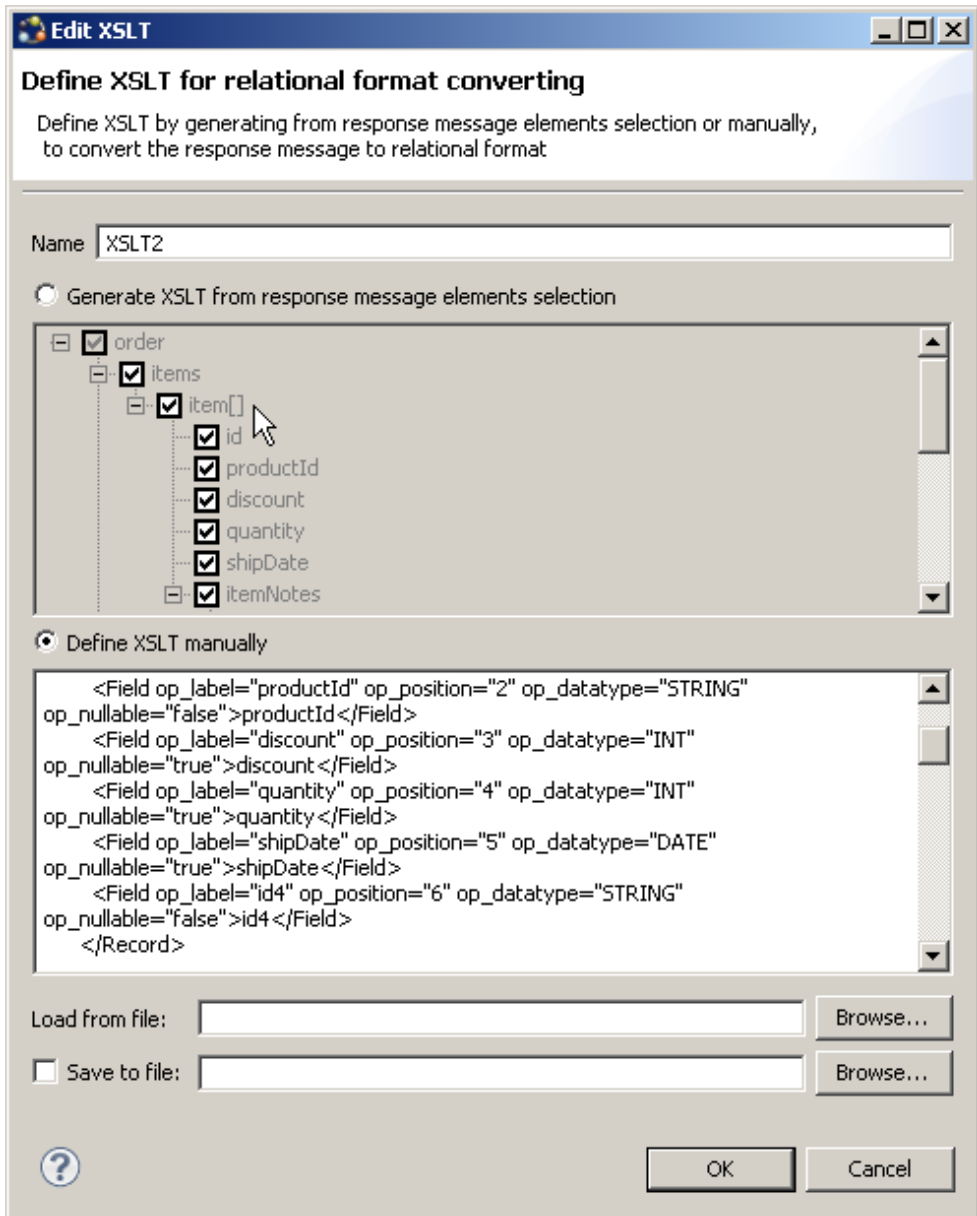 Edit XSLT
Define XSLT for relational format converting
Define XSLT by generating from response message elements selection or manually,
to convert the response message to relational format
Name XSLT2
Generate XSLT from response message elements selection
order
items
item[]
id
productId
discount
quantity
shipDate
itemNotes
Define XSLT manually
<Field op_label="productId" op_position="2" op_datatype="STRING"
op_nullable="false">productId</Field>
<Field op_label="discount" op_position="3" op_datatype="INT"
op_nullable="true">discount</Field>
<Field op_label="quantity" op_position="4" op_datatype="INT"
op_nullable="true">quantity</Field>
<Field op_label="shipDate" op_position="5" op_datatype="DATE"
op_nullable="true">shipDate</Field>
<Field op_label="id4" op_position="6" op_datatype="STRING"
op_nullable="false">id4</Field>
</Record>
Load from file: Browse...
Save to file: Browse...
? OK Cancel